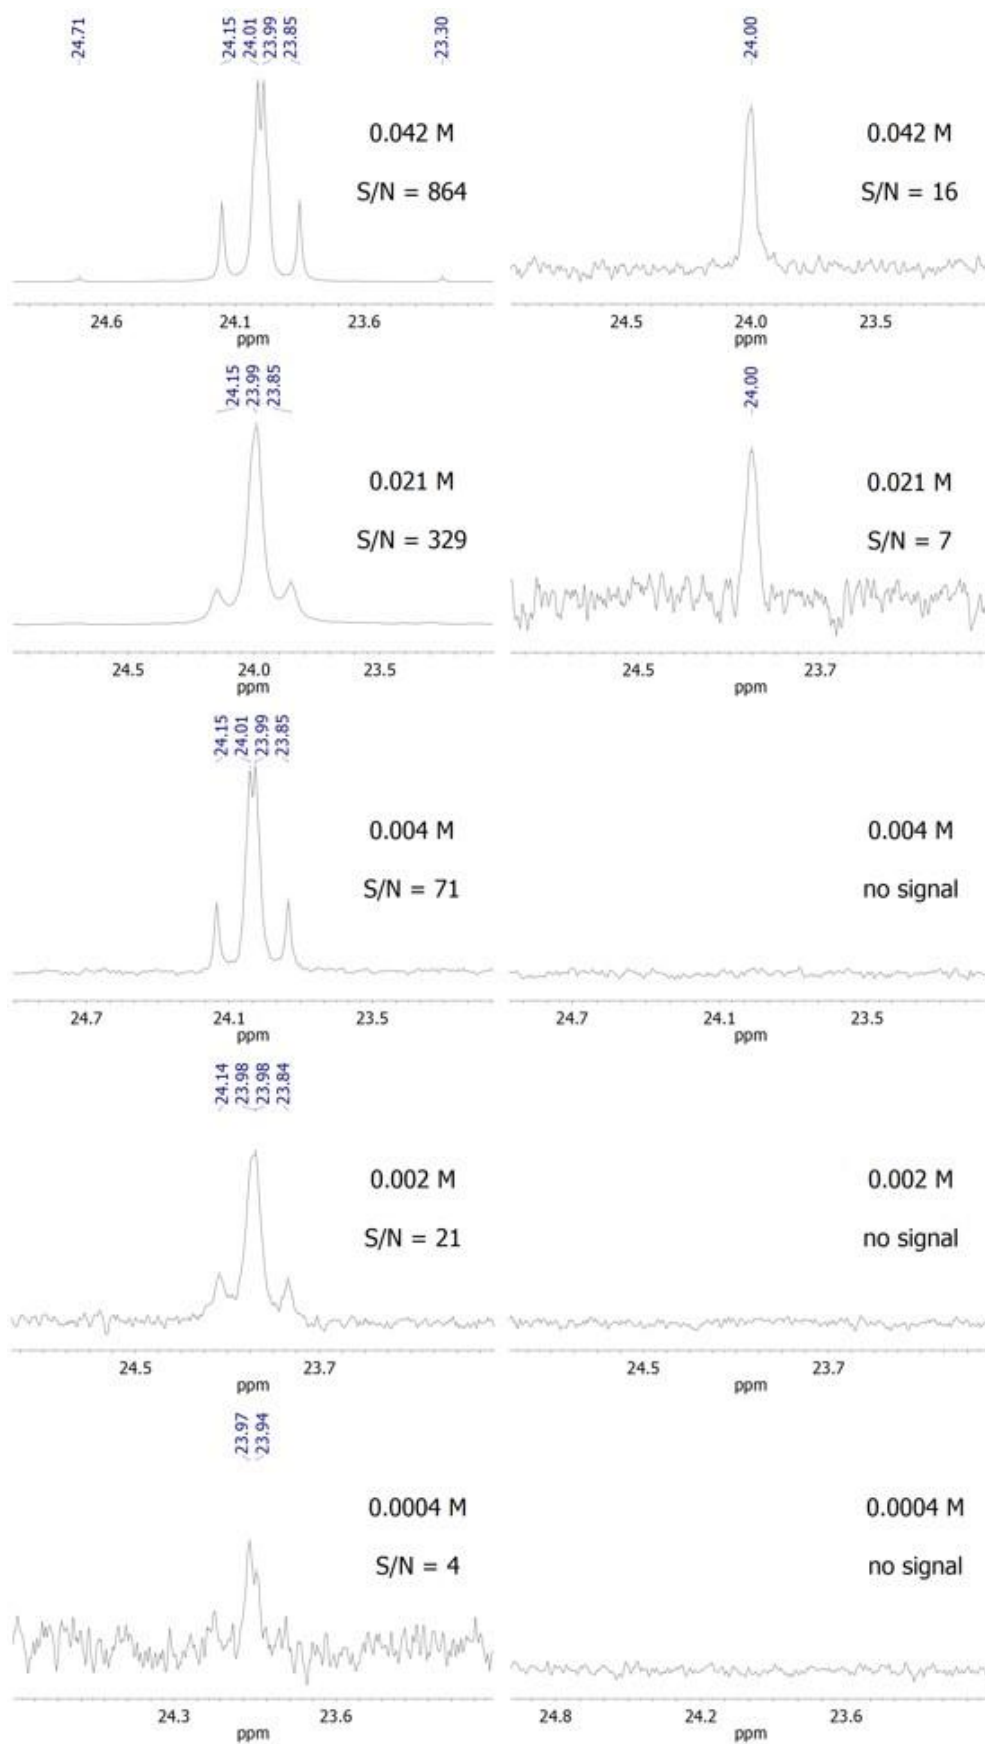 24.71
24.15
24.01
23.99
23.85
23.30
0.042 M
S/N = 864
24.6 24.1 23.6
ppm
24.00
0.042 M
S/N = 16
24.5 24.0 23.5
ppm
24.15
23.99
23.85
0.021 M
S/N = 329
24.5 24.0 23.5
ppm
24.00
0.021 M
S/N = 7
24.5 23.7
ppm
24.15
24.01
23.99
23.85
0.004 M
S/N = 71
24.7 24.1 23.5
ppm
0.004 M
no signal
24.7 24.1 23.5
ppm
24.14
23.98
23.98
23.84
0.002 M
S/N = 21
24.5 23.7
ppm
0.002 M
no signal
24.5 23.7
ppm
23.97
23.94
0.0004 M
S/N = 4
24.3 23.6
ppm
0.0004 M
no signal
24.8 24.2 23.6
ppm